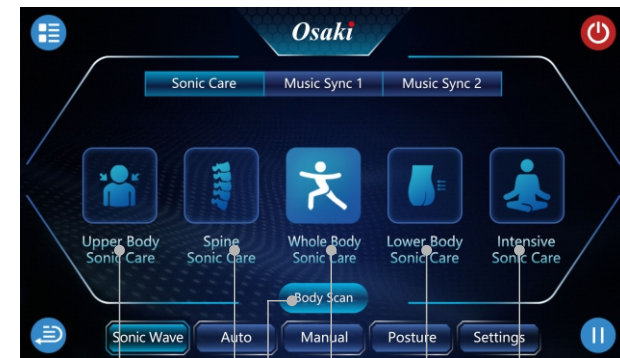 Osaki
Sonic Care Music Sync 1 Music Sync 2
Upper Body Sonic Care
Spine Sonic Care
Whole Body Sonic Care
Lower Body Sonic Care
Intensive Sonic Care
Body Scan
Sonic Wave Auto Manual Posture Settings